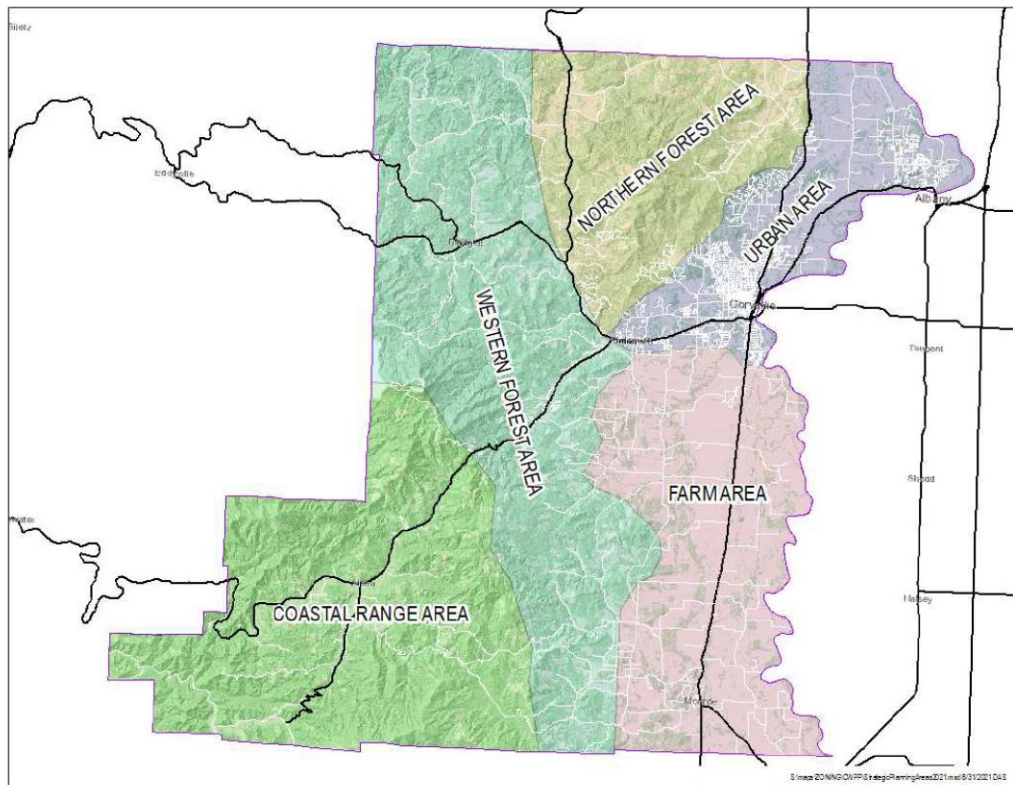 Siletz
Eddyville
NORTHERN FOREST AREA
Albany
URBAN AREA
Corvallis
Tangent
WESTERN FOREST AREA
Shedd
FARM AREA
Alsea
Halsey
COASTAL RANGE AREA
Monroe